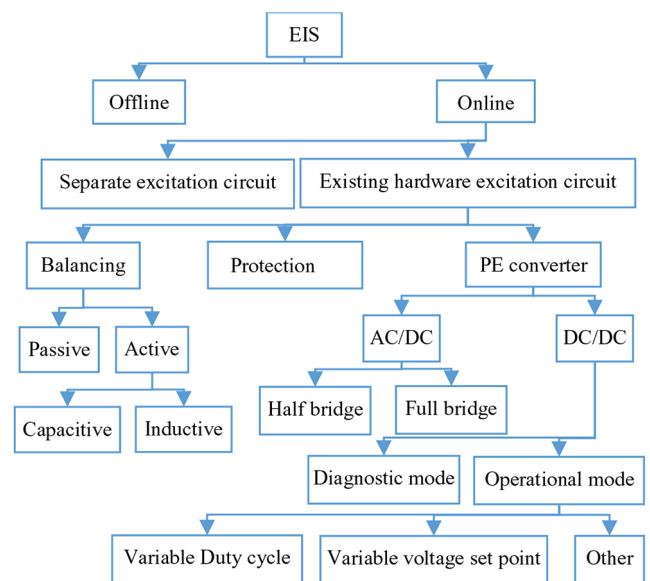 EIS
Offline
Online
Separate excitation circuit
Existing hardware excitation circuit
Balancing
Protection
PE converter
Passive
Active
AC/DC
DC/DC
Capacitive
Inductive
Half bridge
Full bridge
Diagnostic mode
Operational mode
Variable Duty cycle
Variable voltage set point
Other